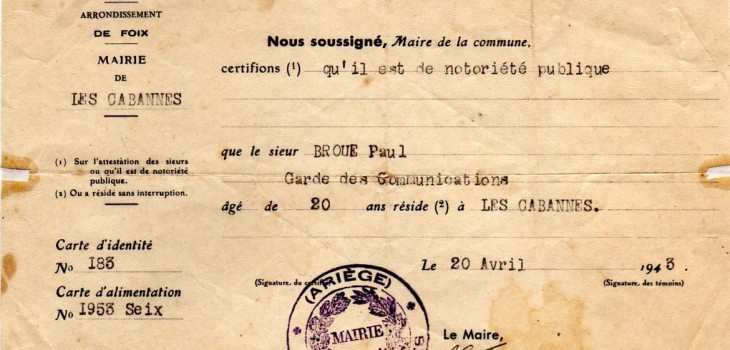 ARRONDISSEMENT
DE FOIX
MAIRIE
DE
LES CABANNES
(1) Sur l'attestation des sieurs
ou qu'il est de notoriété
publique.
(2) Ou a résidé sans interruption.
Carte d'identité
No 183
Carte d'alimentation
No 1953 Seix
Nous soussigné, Maire de la commune,
certifions (1) qu'il est de notoriété publique
que le sieur BROUE Paul
Garde des Communications
âgé de 20 ans réside (2) à LES CABANNES.
Le 20 Avril 1943.
(Signature du (Signature des témoins)
(ARIÈGE)
MAIRIE
Le Maire,